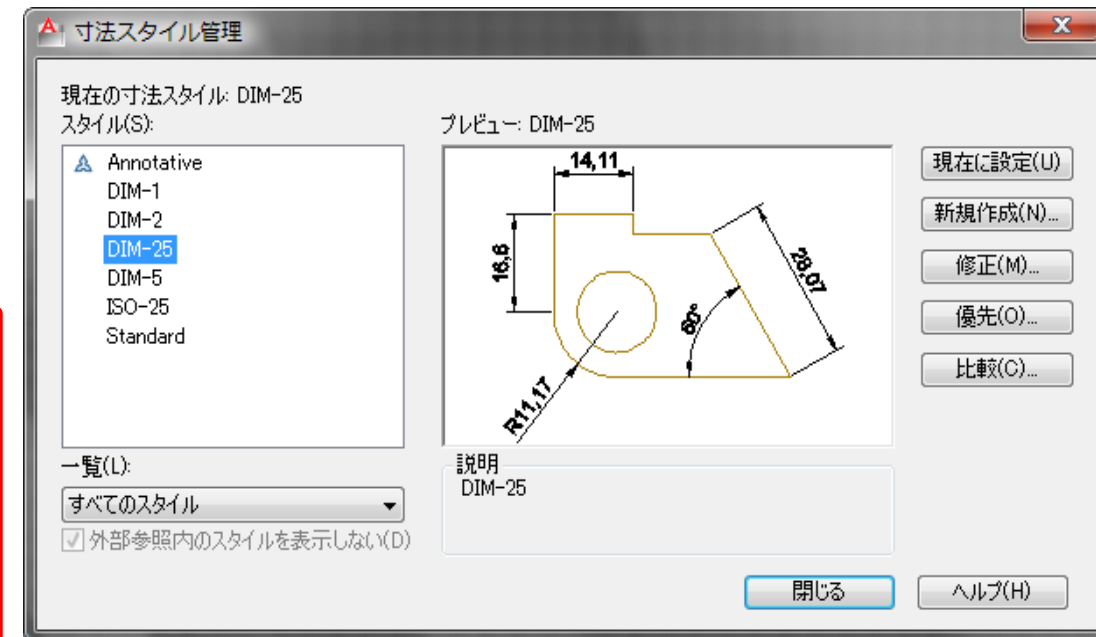 寸法スタイル管理
現在の寸法スタイル: DIM-25
スタイル(S):
Annotative
DIM-1
DIM-2
DIM-25
DIM-5
ISO-25
Standard
一覧(L):
すべてのスタイル
外部参照内のスタイルを表示しない(D)
プレビュー: DIM-25
14,11
16,6
28,07
60°
R11,17
説明
DIM-25
現在に設定(U)
新規作成(N)...
修正(M)...
優先(O)...
比較(C)...
閉じる
ヘルプ(H)